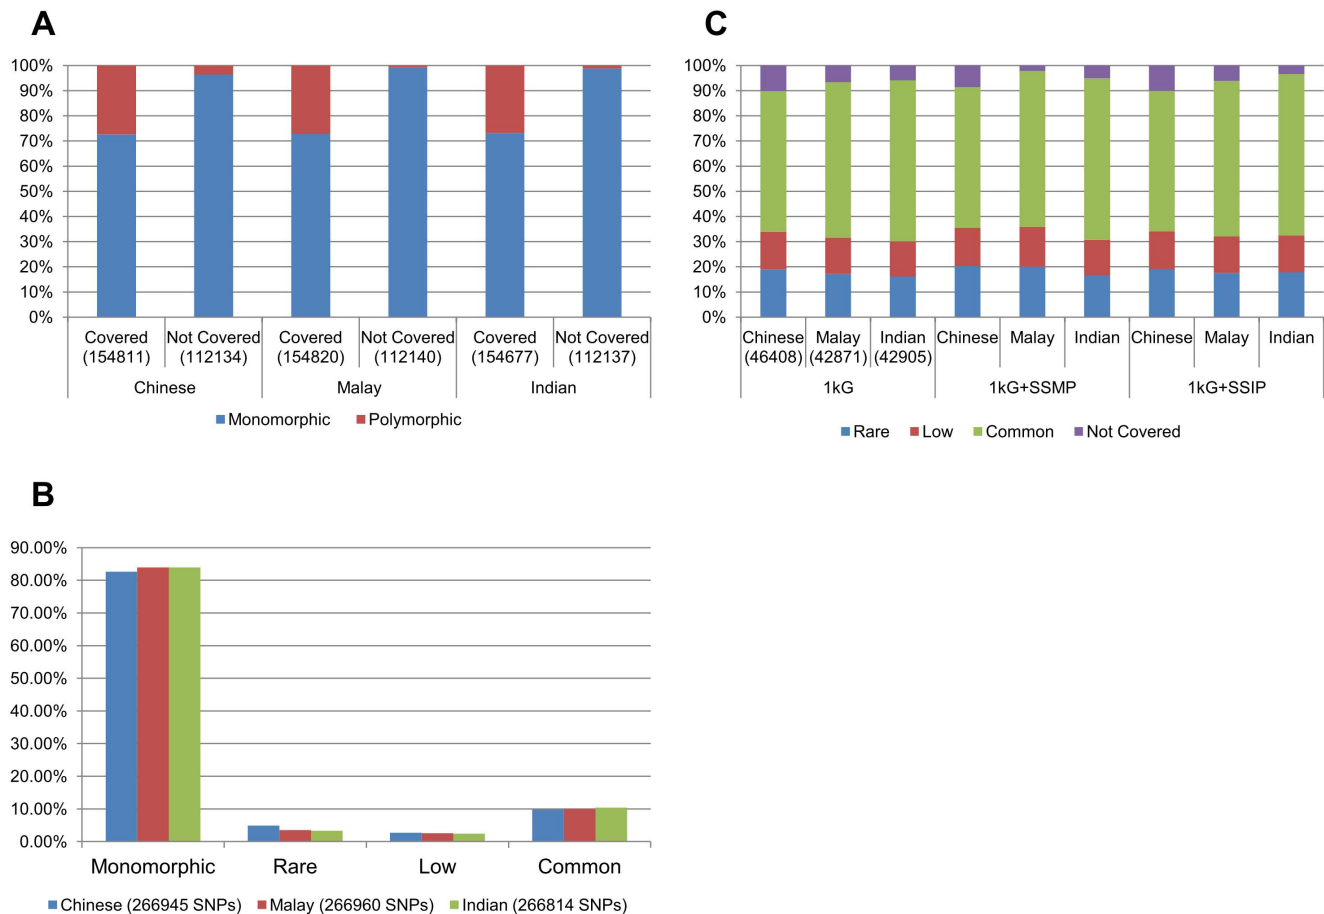 A
100%
90%
80%
70%
60%
50%
40%
30%
20%
10%
0%
Covered Not Covered Covered Not Covered Covered Not Covered
(154811) (112134) (154820) (112140) (154677) (112137)
Chinese Malay Indian
Monomorphic Polymorphic
C
100%
90%
80%
70%
60%
50%
40%
30%
20%
10%
0%
Chinese Malay Indian Chinese Malay Indian Chinese Malay Indian
(46408) (42871) (42905)
1kG 1kG+SSMP 1kG+SSIP
Rare Low Common Not Covered
B
90.00%
80.00%
70.00%
60.00%
50.00%
40.00%
30.00%
20.00%
10.00%
0.00%
Monomorphic Rare Low Common
Chinese (266945 SNPs) Malay (266960 SNPs) Indian (266814 SNPs)